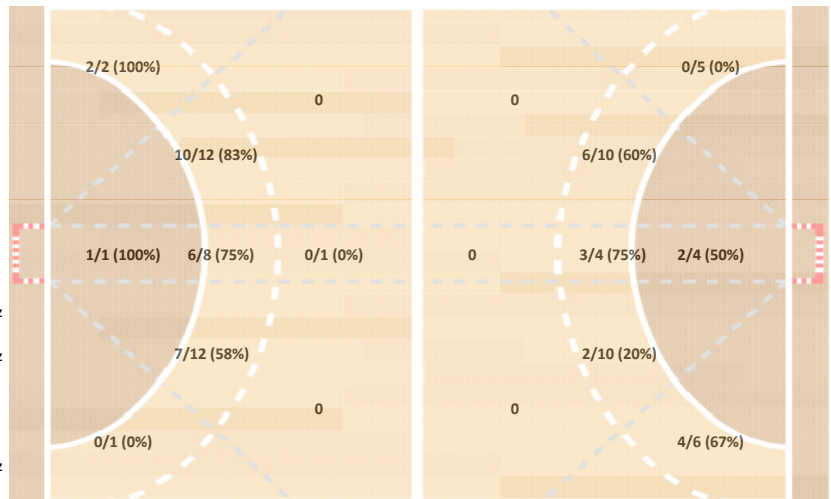 2/2 (100%)
0
10/12 (83%)
1/1 (100%) 6/8 (75%) 0/1 (0%)
7/12 (58%)
0
0/1 (0%)
0/5 (0%)
0
6/10 (60%)
0 3/4 (75%) 2/4 (50%)
2/10 (20%)
0
4/6 (67%)
z
z
z